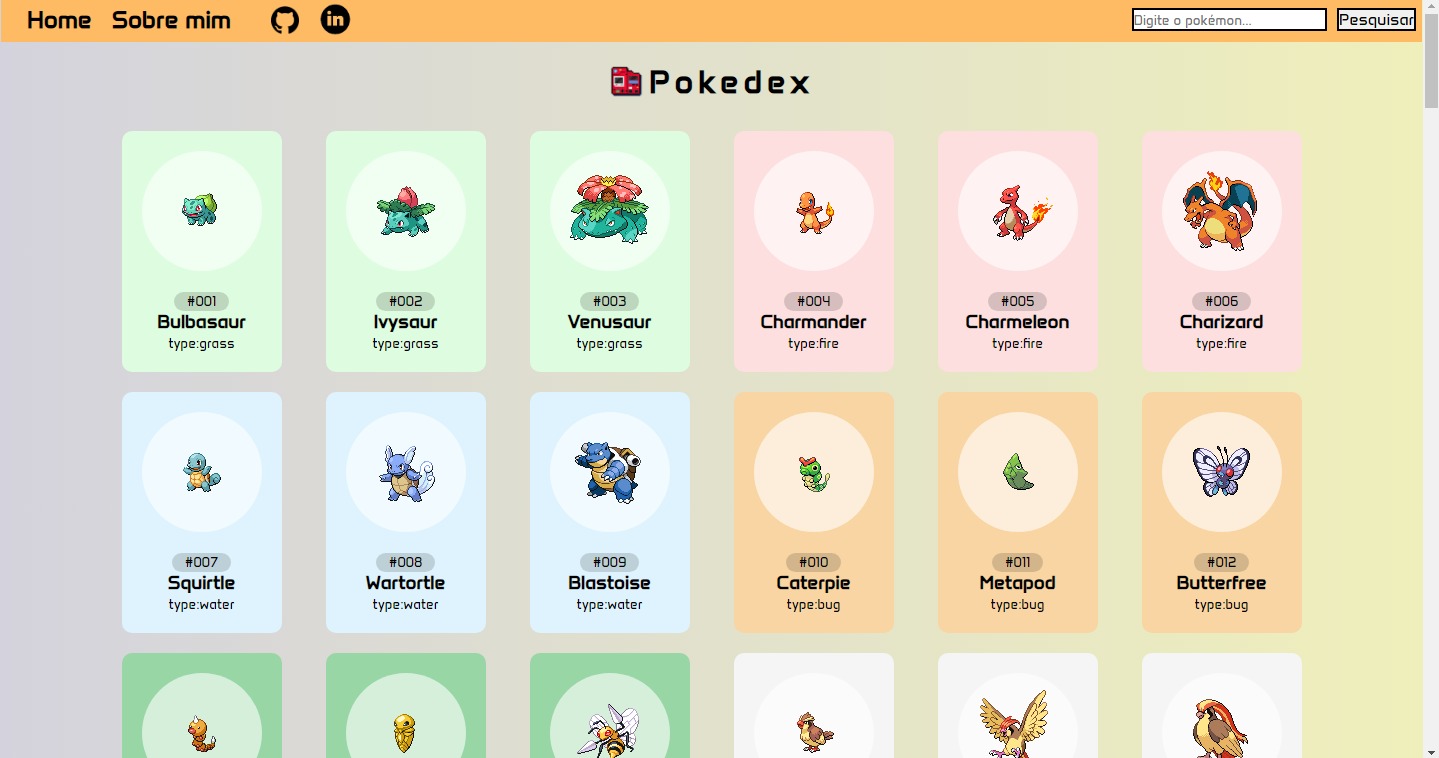 Home Sobre mim in Digite o pokémon... Pesquisar
Pokedex
#001 #002 #003 #004 #005 #006
Bulbasaur Ivysaur Venusaur Charmander Charmeleon Charizard
type:grass type:grass type:grass type:fire type:fire type:fire
#007 #008 #009 #010 #011 #012
Squirtle Wartortle Blastoise Caterpie Metapod Butterfree
type:water type:water type:water type:bug type:bug type:bug